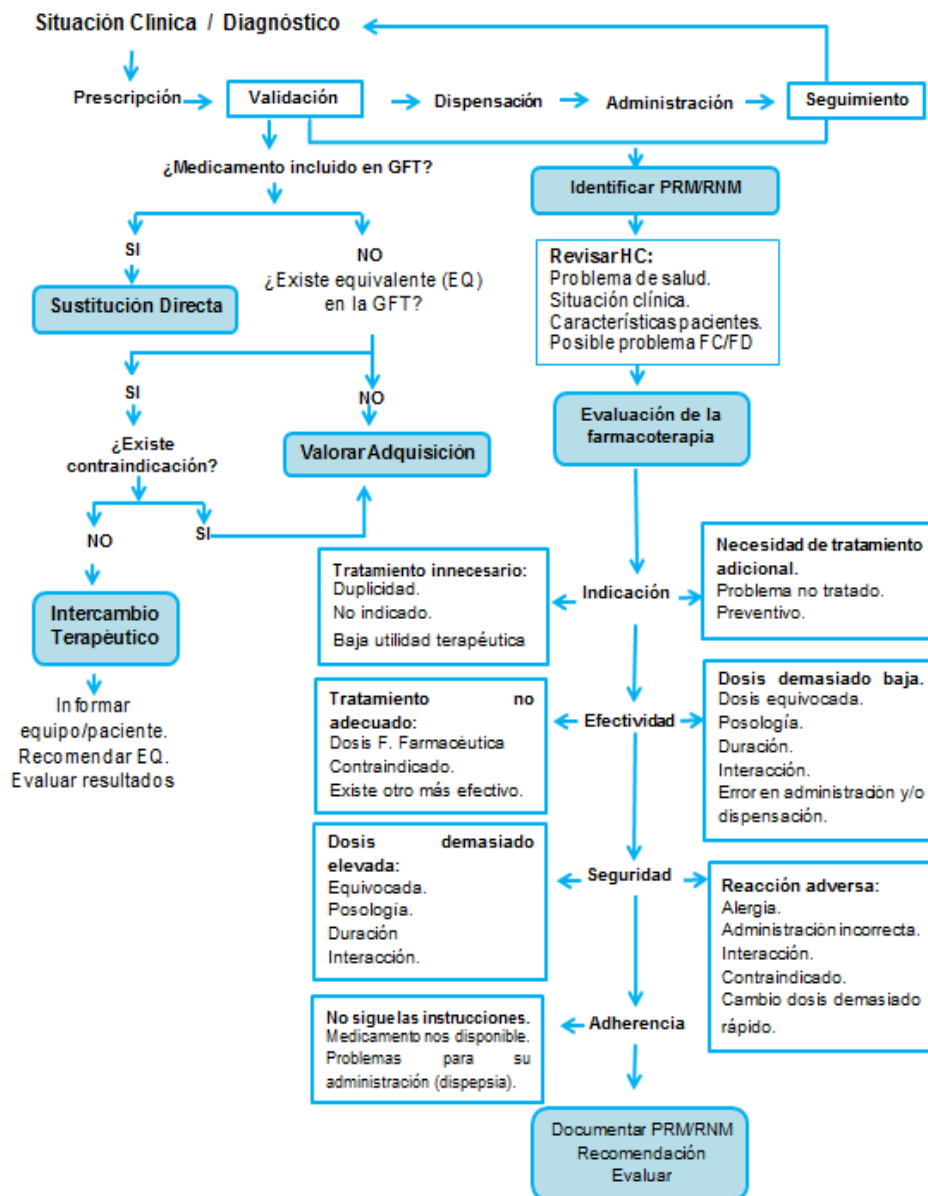 Situación Clínica / Diagnóstico
Prescripción
Validación
Dispensación
Administración
Seguimiento
¿Medicamento incluido en GFT?
SI
Sustitución Directa
NO
¿Existe equivalente (EQ)
en la GFT?
SI
¿Existe
contraindicación?
NO
Valorar Adquisición
NO
SI
Intercambio
Terapéutico
Informar
equipo/paciente.
Recomendar EQ.
Evaluar resultados
Identificar PRM/RNM
Revisar HC:
Problema de salud.
Situación clínica.
Características pacientes.
Posible problema FC/FD
Evaluación de la
farmacoterapia
Tratamiento innecesario:
Duplicidad.
No indicado.
Baja utilidad terapéutica
Indicación
Necesidad de tratamiento
adicional.
Problema no tratado.
Preventivo.
Tratamiento no
adecuado:
Dosis F. Farmacéutica
Contraindicado.
Existe otro más efectivo.
Efectividad
Dosis demasiado baja.
Dosis equivocada.
Posología.
Duración.
Interacción.
Error en administración y/o
dispensación.
Dosis demasiado
elevada:
Equivocada.
Posología.
Duración
Interacción.
Seguridad
Reacción adversa:
Alergia.
Administración incorrecta.
Interacción.
Contraindicado.
Cambio dosis demasiado
rápido.
No sigue las instrucciones.
Medicamento nos disponible.
Problemas para su
administración (dispepsia).
Adherencia
Documentar PRM/RNM
Recomendación
Evaluar